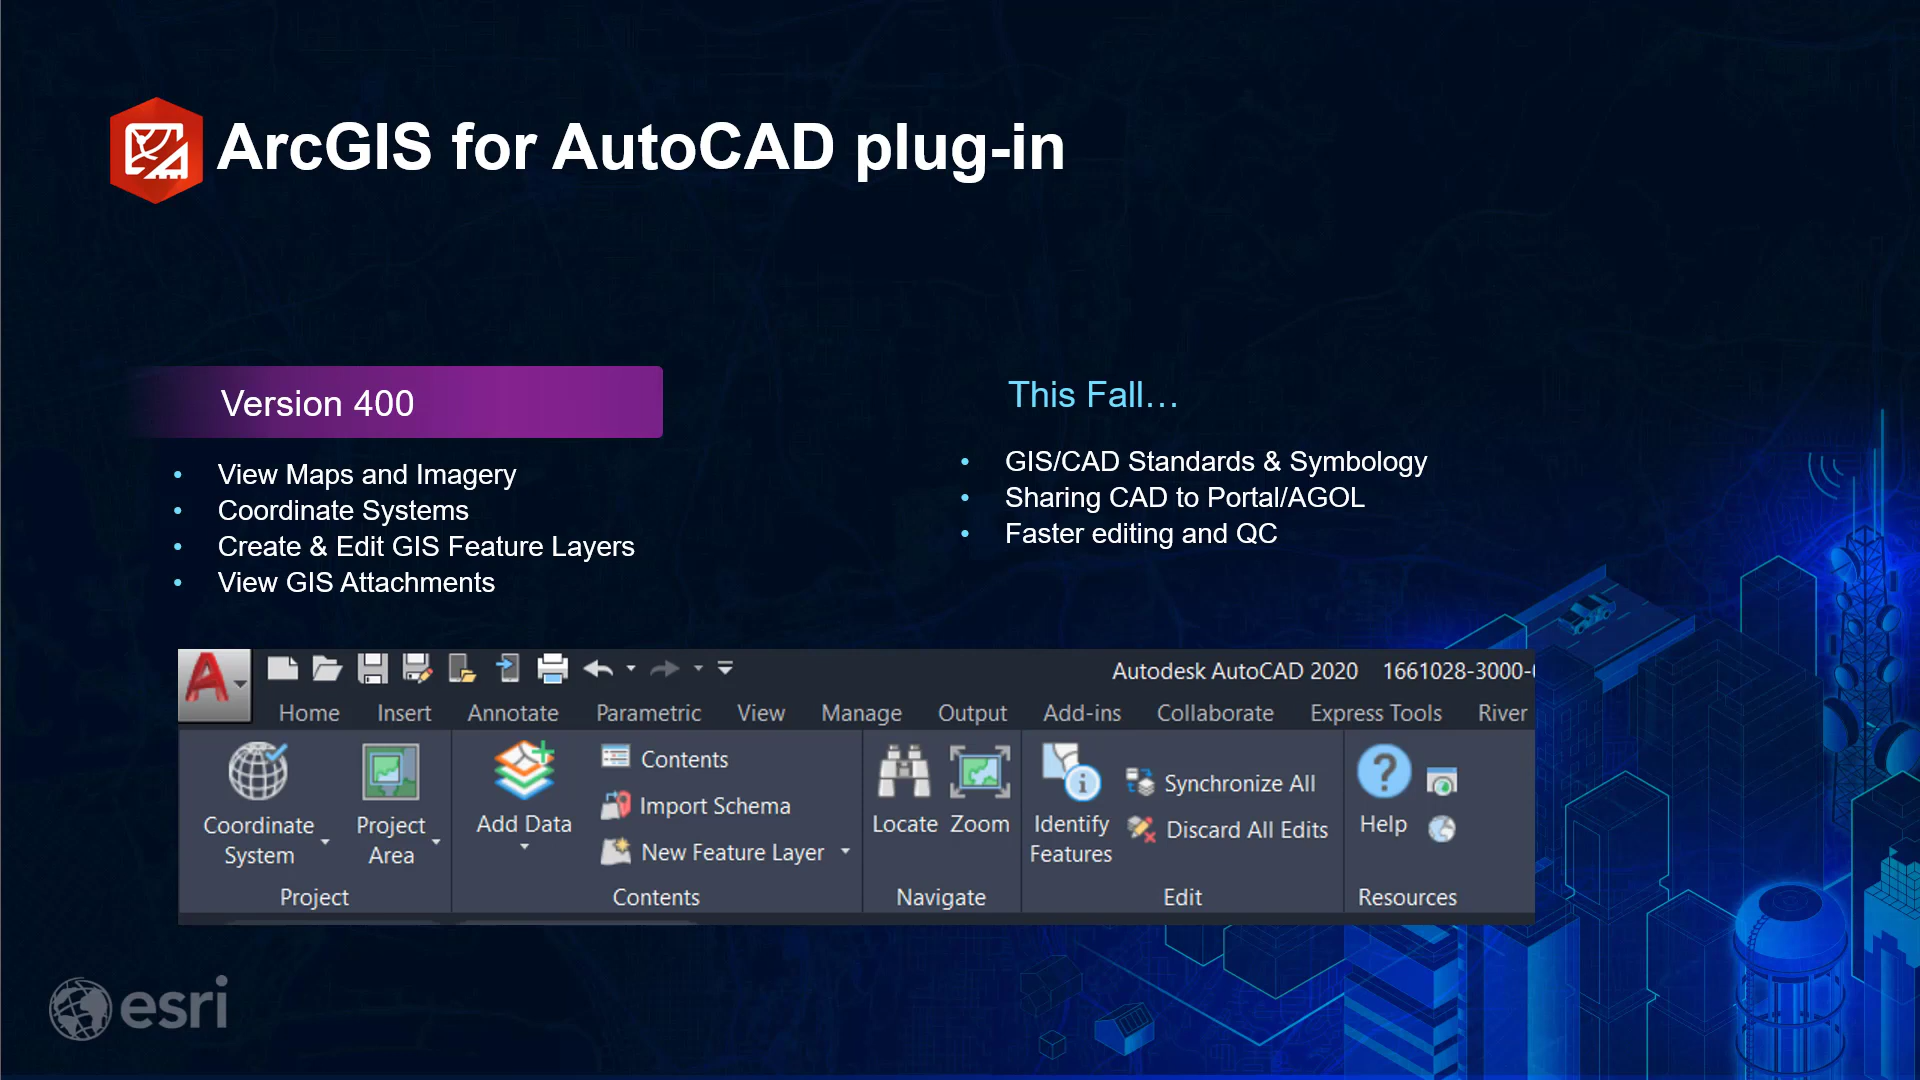 ArcGIS for AutoCAD plug-in
Version 400
• View Maps and Imagery
• Coordinate Systems
• Create & Edit GIS Feature Layers
• View GIS Attachments
This Fall…
• GIS/CAD Standards & Symbology
• Sharing CAD to Portal/AGOL
• Faster editing and QC
A
Autodesk AutoCAD 2020 1661028-3000-
Home Insert Annotate Parametric View Manage Output Add-ins Collaborate Express Tools River
Coordinate
System
Project
Area
Project
Add Data
Contents
Import Schema
New Feature Layer
Contents
Locate
Zoom
Navigate
Identify
Features
Synchronize All
Discard All Edits
Edit
?
Help
Resources
esri